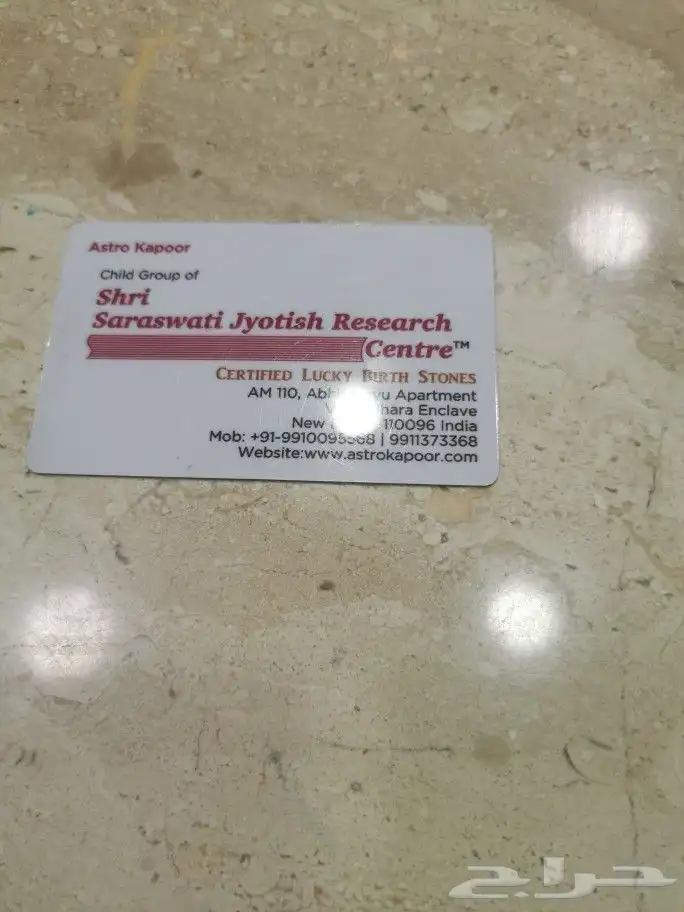 Astro Kapoor
Child Group of
Shri
Saraswati Jyotish Research
Centre™
CERTIFIED LUCKY BIRTH STONES
AM 110, Apartment
Enclave
New 110096 India
Mob: | 9911373368
Website:www.astrokapoor.com
حراج